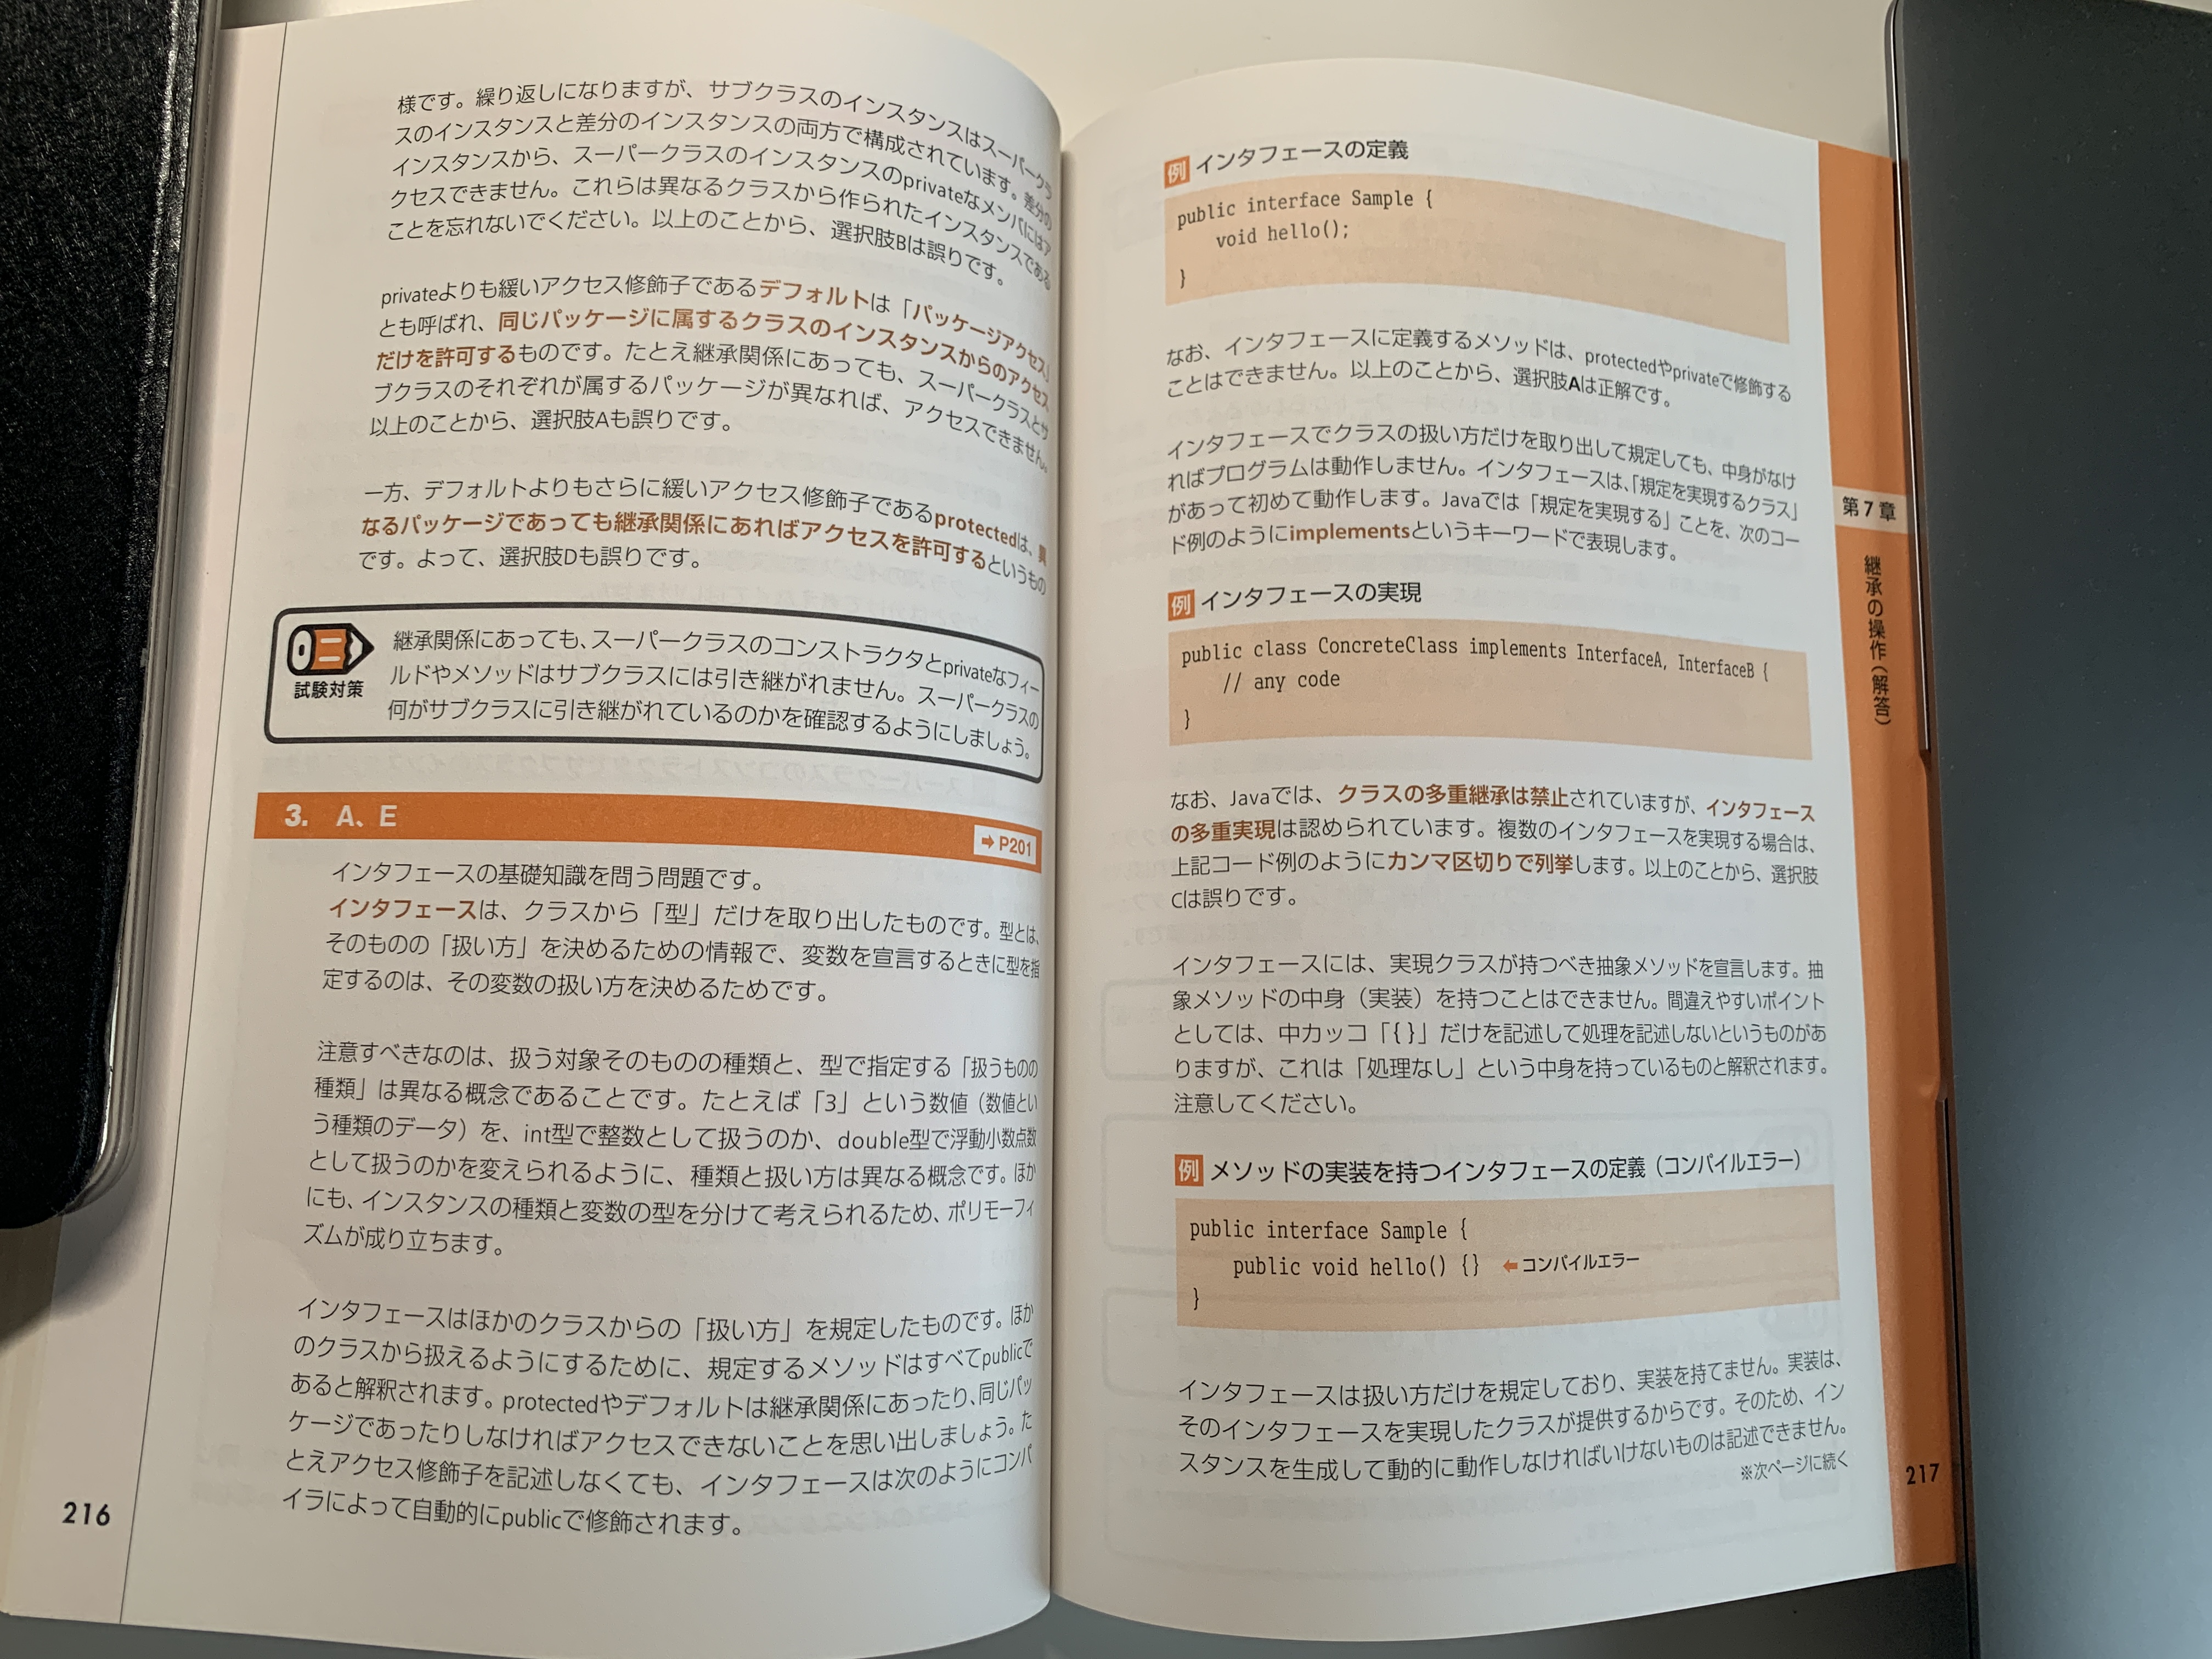 様です。繰り返しになりますが、サブクラスのインスタンスはスーパークラ
スのインスタンスと差分のインスタンスの両方で構成されています。差分の
インスタンスから、スーパークラスのインスタンスのprivateなメンバにはア
クセスできません。これらは異なるクラスから作られたインスタンスである
ことを忘れないでください。以上のことから、選択肢Bは誤りです。
privateよりも緩いアクセス修飾子であるデフォルトは「パッケージアクセス」
とも呼ばれ、同じパッケージに属するクラスのインスタンスからのアクセス
だけを許可するものです。たとえ継承関係にあっても、スーパークラスとサ
ブクラスのそれぞれが属するパッケージが異なれば、アクセスできません。
以上のことから、選択肢Aも誤りです。
一方、デフォルトよりもさらに緩いアクセス修飾子であるprotectedは、異
なるパッケージであっても継承関係にあればアクセスを許可するというもの
です。よって、選択肢Dも誤りです。
試験対策
継承関係にあっても、スーパークラスのコンストラクタとprivateなフィー
ルドやメソッドはサブクラスには引き継がれません。スーパークラスの
何がサブクラスに引き継がれているのかを確認するようにしましょう。
3. A、E
➡ P201
インタフェースの基礎知識を問う問題です。
インタフェースは、クラスから「型」だけを取り出したものです。型とは、
そのものの「扱い方」を決めるための情報で、変数を宣言するときに型を指
定するのは、その変数の扱い方を決めるためです。
注意すべきなのは、扱う対象そのものの種類と、型で指定する「扱うものの
種類」は異なる概念であることです。たとえば「3」という数値（数値とい
う種類のデータ）を、int型で整数として扱うのか、double型で浮動小数点数
として扱うのかを変えられるように、種類と扱い方は異なる概念です。ほか
にも、インスタンスの種類と変数の型を分けて考えられるため、ポリモーフィ
ズムが成り立ちます。
インタフェースはほかのクラスからの「扱い方」を規定したものです。ほか
のクラスから扱えるようにするために、規定するメソッドはすべてpublicで
あると解釈されます。protectedやデフォルトは継承関係にあったり、同じパッ
ケージであったりしなければアクセスできないことを思い出しましょう。た
とえアクセス修飾子を記述しなくても、インタフェースは次のようにコンパ
イラによって自動的にpublicで修飾されます。
216
例 インタフェースの定義
public interface Sample {
void hello();
}
なお、インタフェースに定義するメソッドは、protectedやprivateで修飾する
ことはできません。以上のことから、選択肢Aは正解です。
インタフェースでクラスの扱い方だけを取り出して規定しても、中身がなけ
ればプログラムは動作しません。インタフェースは、「規定を実現するクラス」
があって初めて動作します。Javaでは「規定を実現する」ことを、次のコー
ド例のようにimplementsというキーワードで表現します。
例 インタフェースの実現
public class ConcreteClass implements InterfaceA, InterfaceB {
// any code
}
なお、Javaでは、クラスの多重継承は禁止されていますが、インタフェース
の多重実現は認められています。複数のインタフェースを実現する場合は、
上記コード例のようにカンマ区切りで列挙します。以上のことから、選択肢
Cは誤りです。
インタフェースには、実現クラスが持つべき抽象メソッドを宣言します。抽
象メソッドの中身（実装）を持つことはできません。間違えやすいポイント
としては、中カッコ「{ }」だけを記述して処理を記述しないというものがあ
りますが、これは「処理なし」という中身を持っているものと解釈されます。
注意してください。
例 メソッドの実装を持つインタフェースの定義（コンパイルエラー）
public interface Sample {
public void hello() {} ⬅ コンパイルエラー
}
インタフェースは扱い方だけを規定しており、実装を持てません。実装は、
そのインタフェースを実現したクラスが提供するからです。そのため、イン
スタンスを生成して動的に動作しなければいけないものは記述できません。
※次ページに続く
第7章
継承の操作（解答）
217